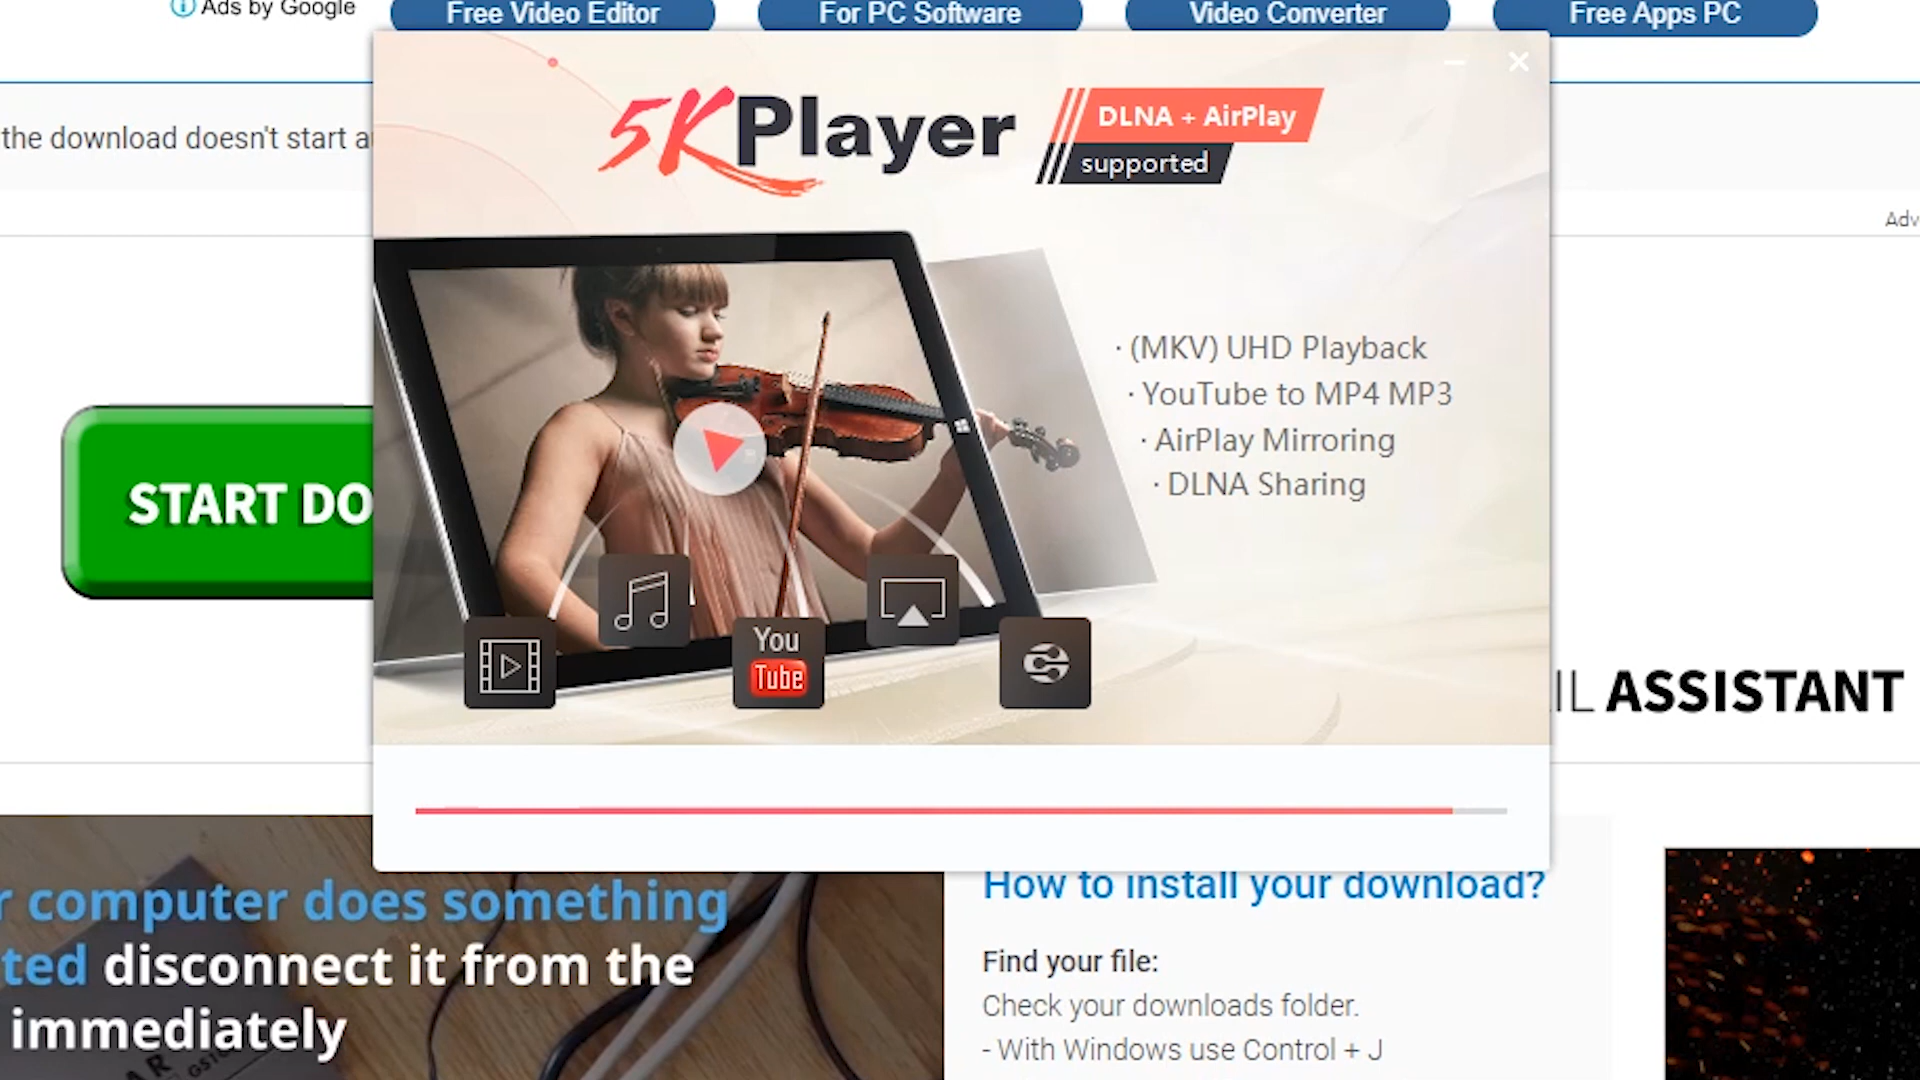 Ads by Google
Free Video Editor
For PC Software
Video Converter
Free Apps PC
5KPlayer
DLNA + AirPlay
supported
the download doesn't start a
Adv
· (MKV) UHD Playback
· YouTube to MP4 MP3
· AirPlay Mirroring
· DLNA Sharing
START DO
You
Tube
IL ASSISTANT
r computer does something
ted disconnect it from the
immediately
How to install your download?
Find your file:
Check your downloads folder.
- With Windows use Control + J